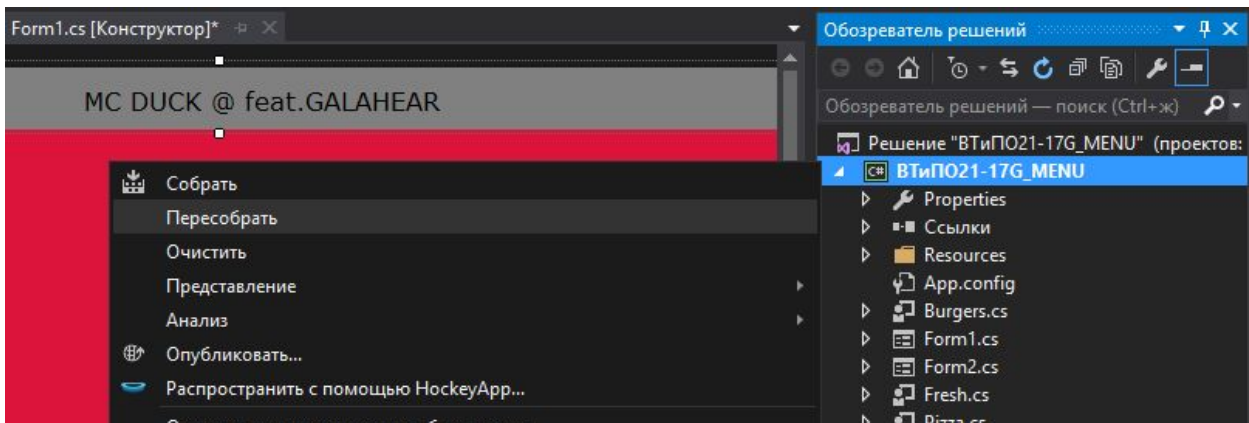 Form1.cs [Конструктор]*
MC DUCK @ feat.GALAHEAR
Собрать
Пересобрать
Очистить
Представление
Анализ
Опубликовать...
Распространить с помощью HockeyApp...
Обозреватель решений
Обозреватель решений — поиск (Ctrl+ж)
Решение "ВТиПО21-17G_MENU" (проектов:
C# ВТиПО21-17G_MENU
Properties
Ссылки
Resources
App.config
Burgers.cs
Form1.cs
Form2.cs
Fresh.cs
Pizza.cs